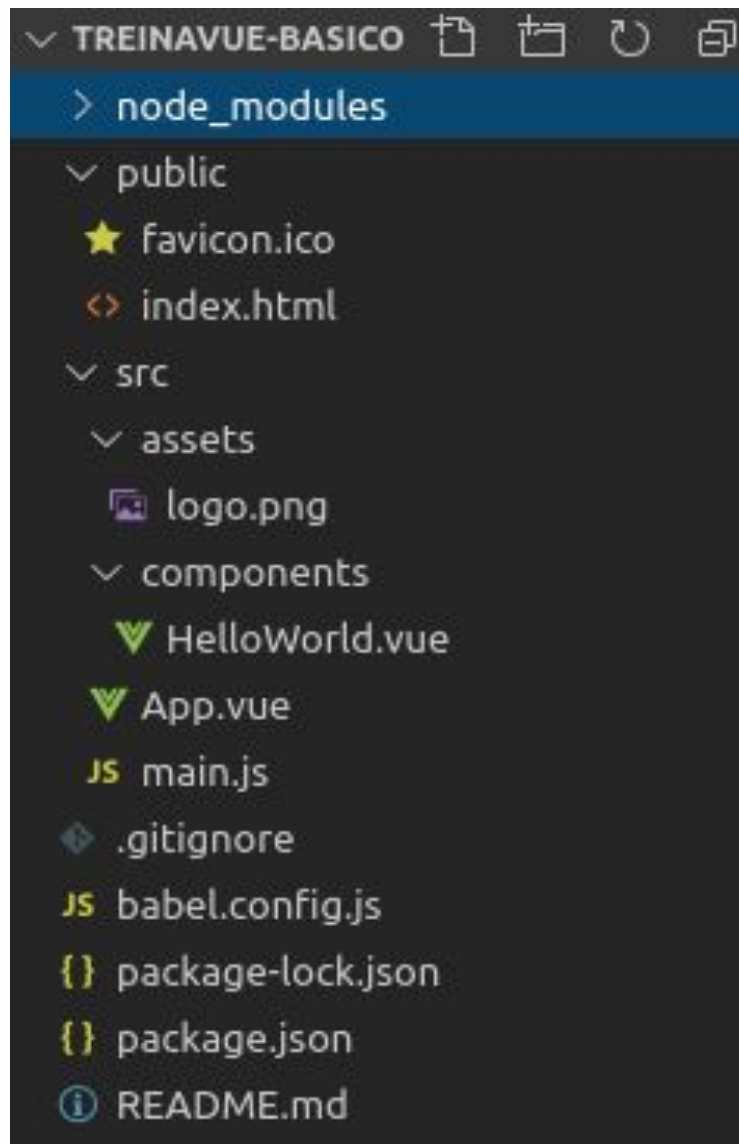 TREINAVUE-BASICO
node_modules
public
favicon.ico
index.html
src
assets
logo.png
components
HelloWorld.vue
App.vue
JS main.js
.gitignore
JS babel.config.js
{} package-lock.json
{} package.json
README.md